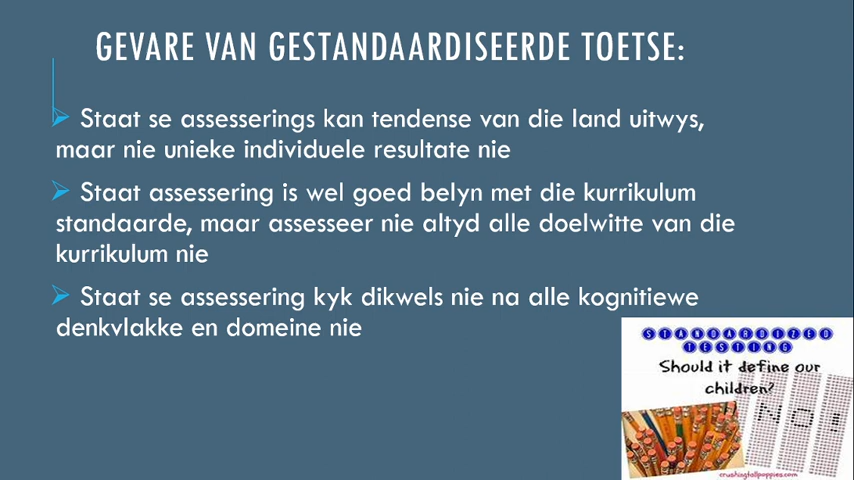 GEVARE VAN GESTANDAARDISEERDE TOETSE:
Staat se assesserings kan tendense van die land uitwys,
maar nie unieke individuele resultate nie
Staat assessering is wel goed belyn met die kurrikulum
standaarde, maar assesseer nie altyd alle doelwitte van die
kurrikulum nie
Staat se assessering kyk dikwels nie na alle kognitiewe
denkvlakke en domeine nie
STANDARDIZED
TESTING
Should it define our
children?
NO!
crushingtallpoppies.com